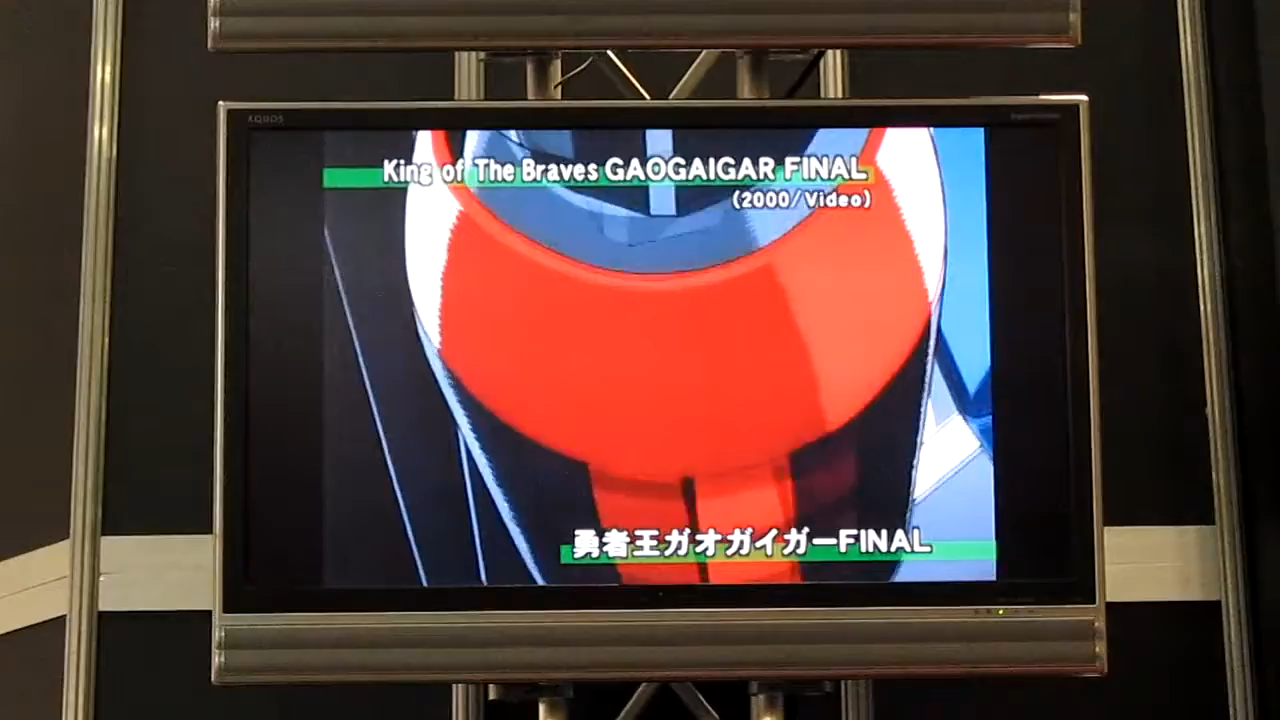 AQUOS
King of The Braves GAOGAIGAR FINAL
(2000/Video)
勇者王ガオガイガーFINAL